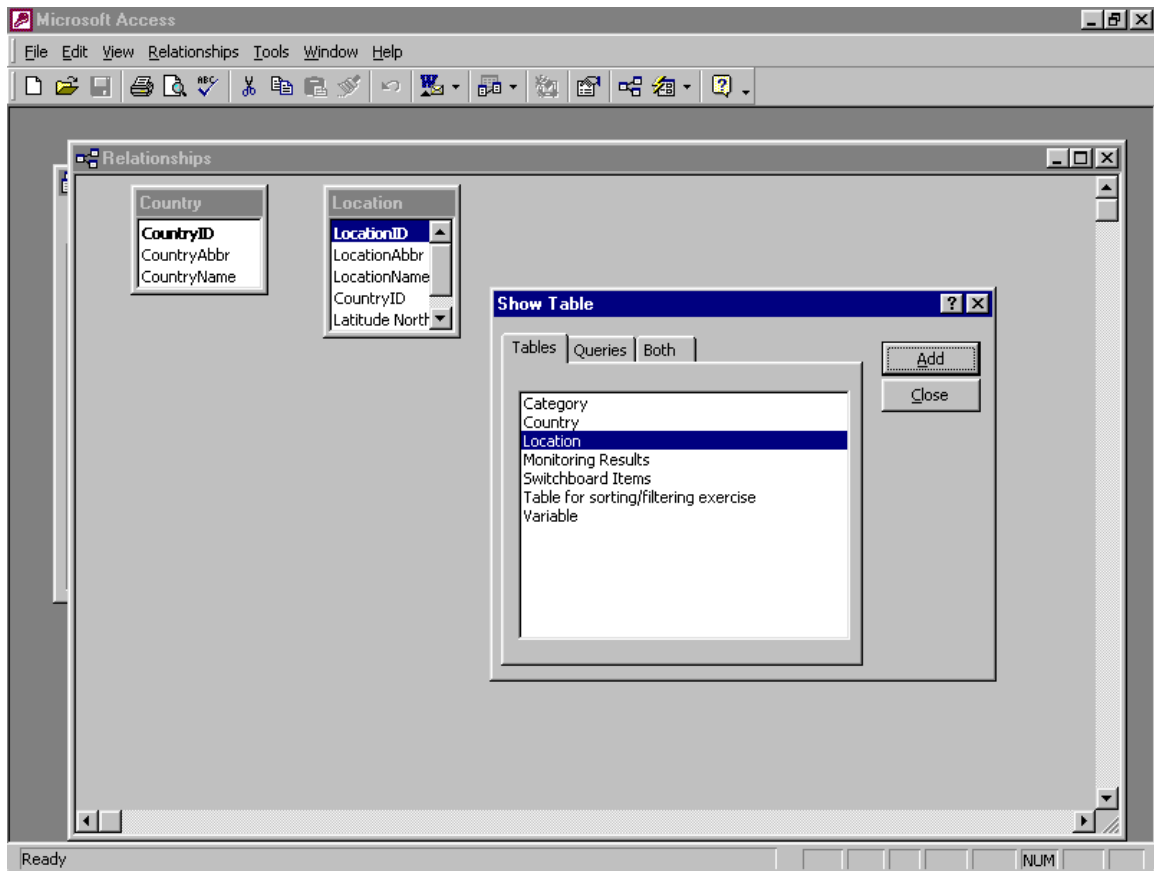 Microsoft Access
File Edit View Relationships Tools Window Help
ABC W
Relationships
Country
CountryID
CountryAbbr
CountryName
Location
LocationID
LocationAbbr
LocationName
CountryID
Latitude North
Show Table
Tables Queries Both
Add
Close
Category
Country
Location
Monitoring Results
Switchboard Items
Table for sorting/filtering exercise
Variable
Ready NUM